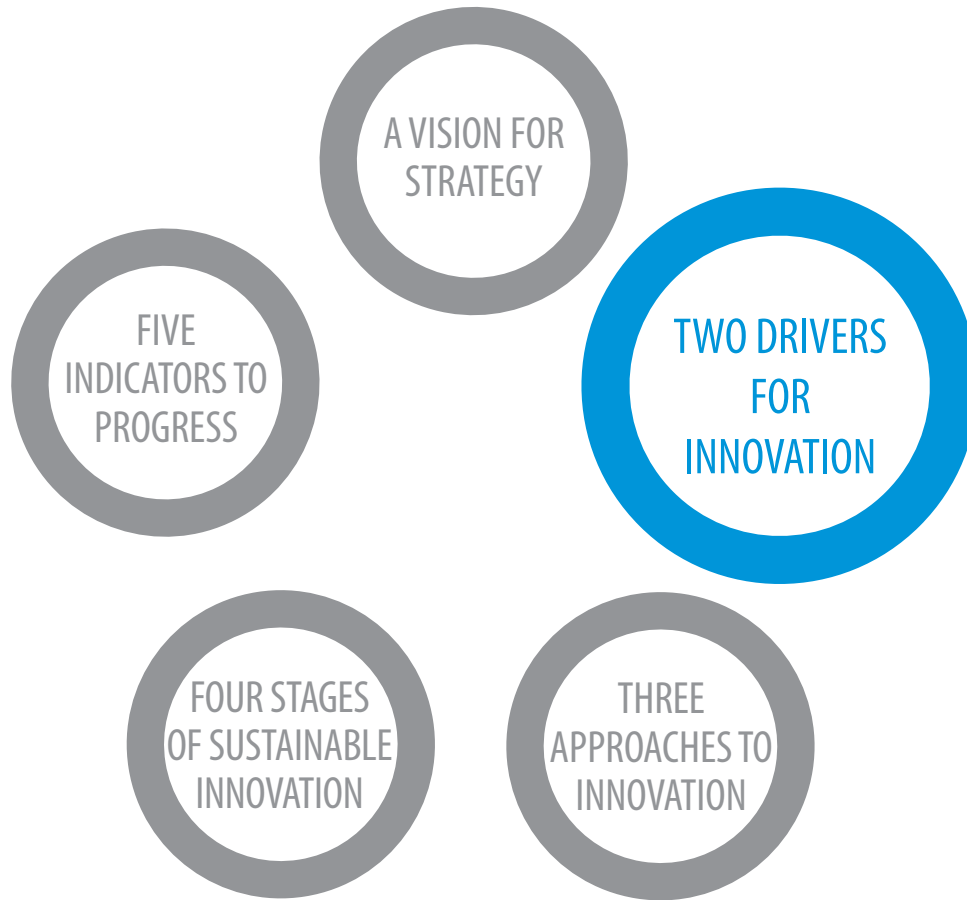 A VISION FOR
STRATEGY
TWO DRIVERS
FOR
INNOVATION
THREE
APPROACHES TO
INNOVATION
FOUR STAGES
OF SUSTAINABLE
INNOVATION
FIVE
INDICATORS TO
PROGRESS